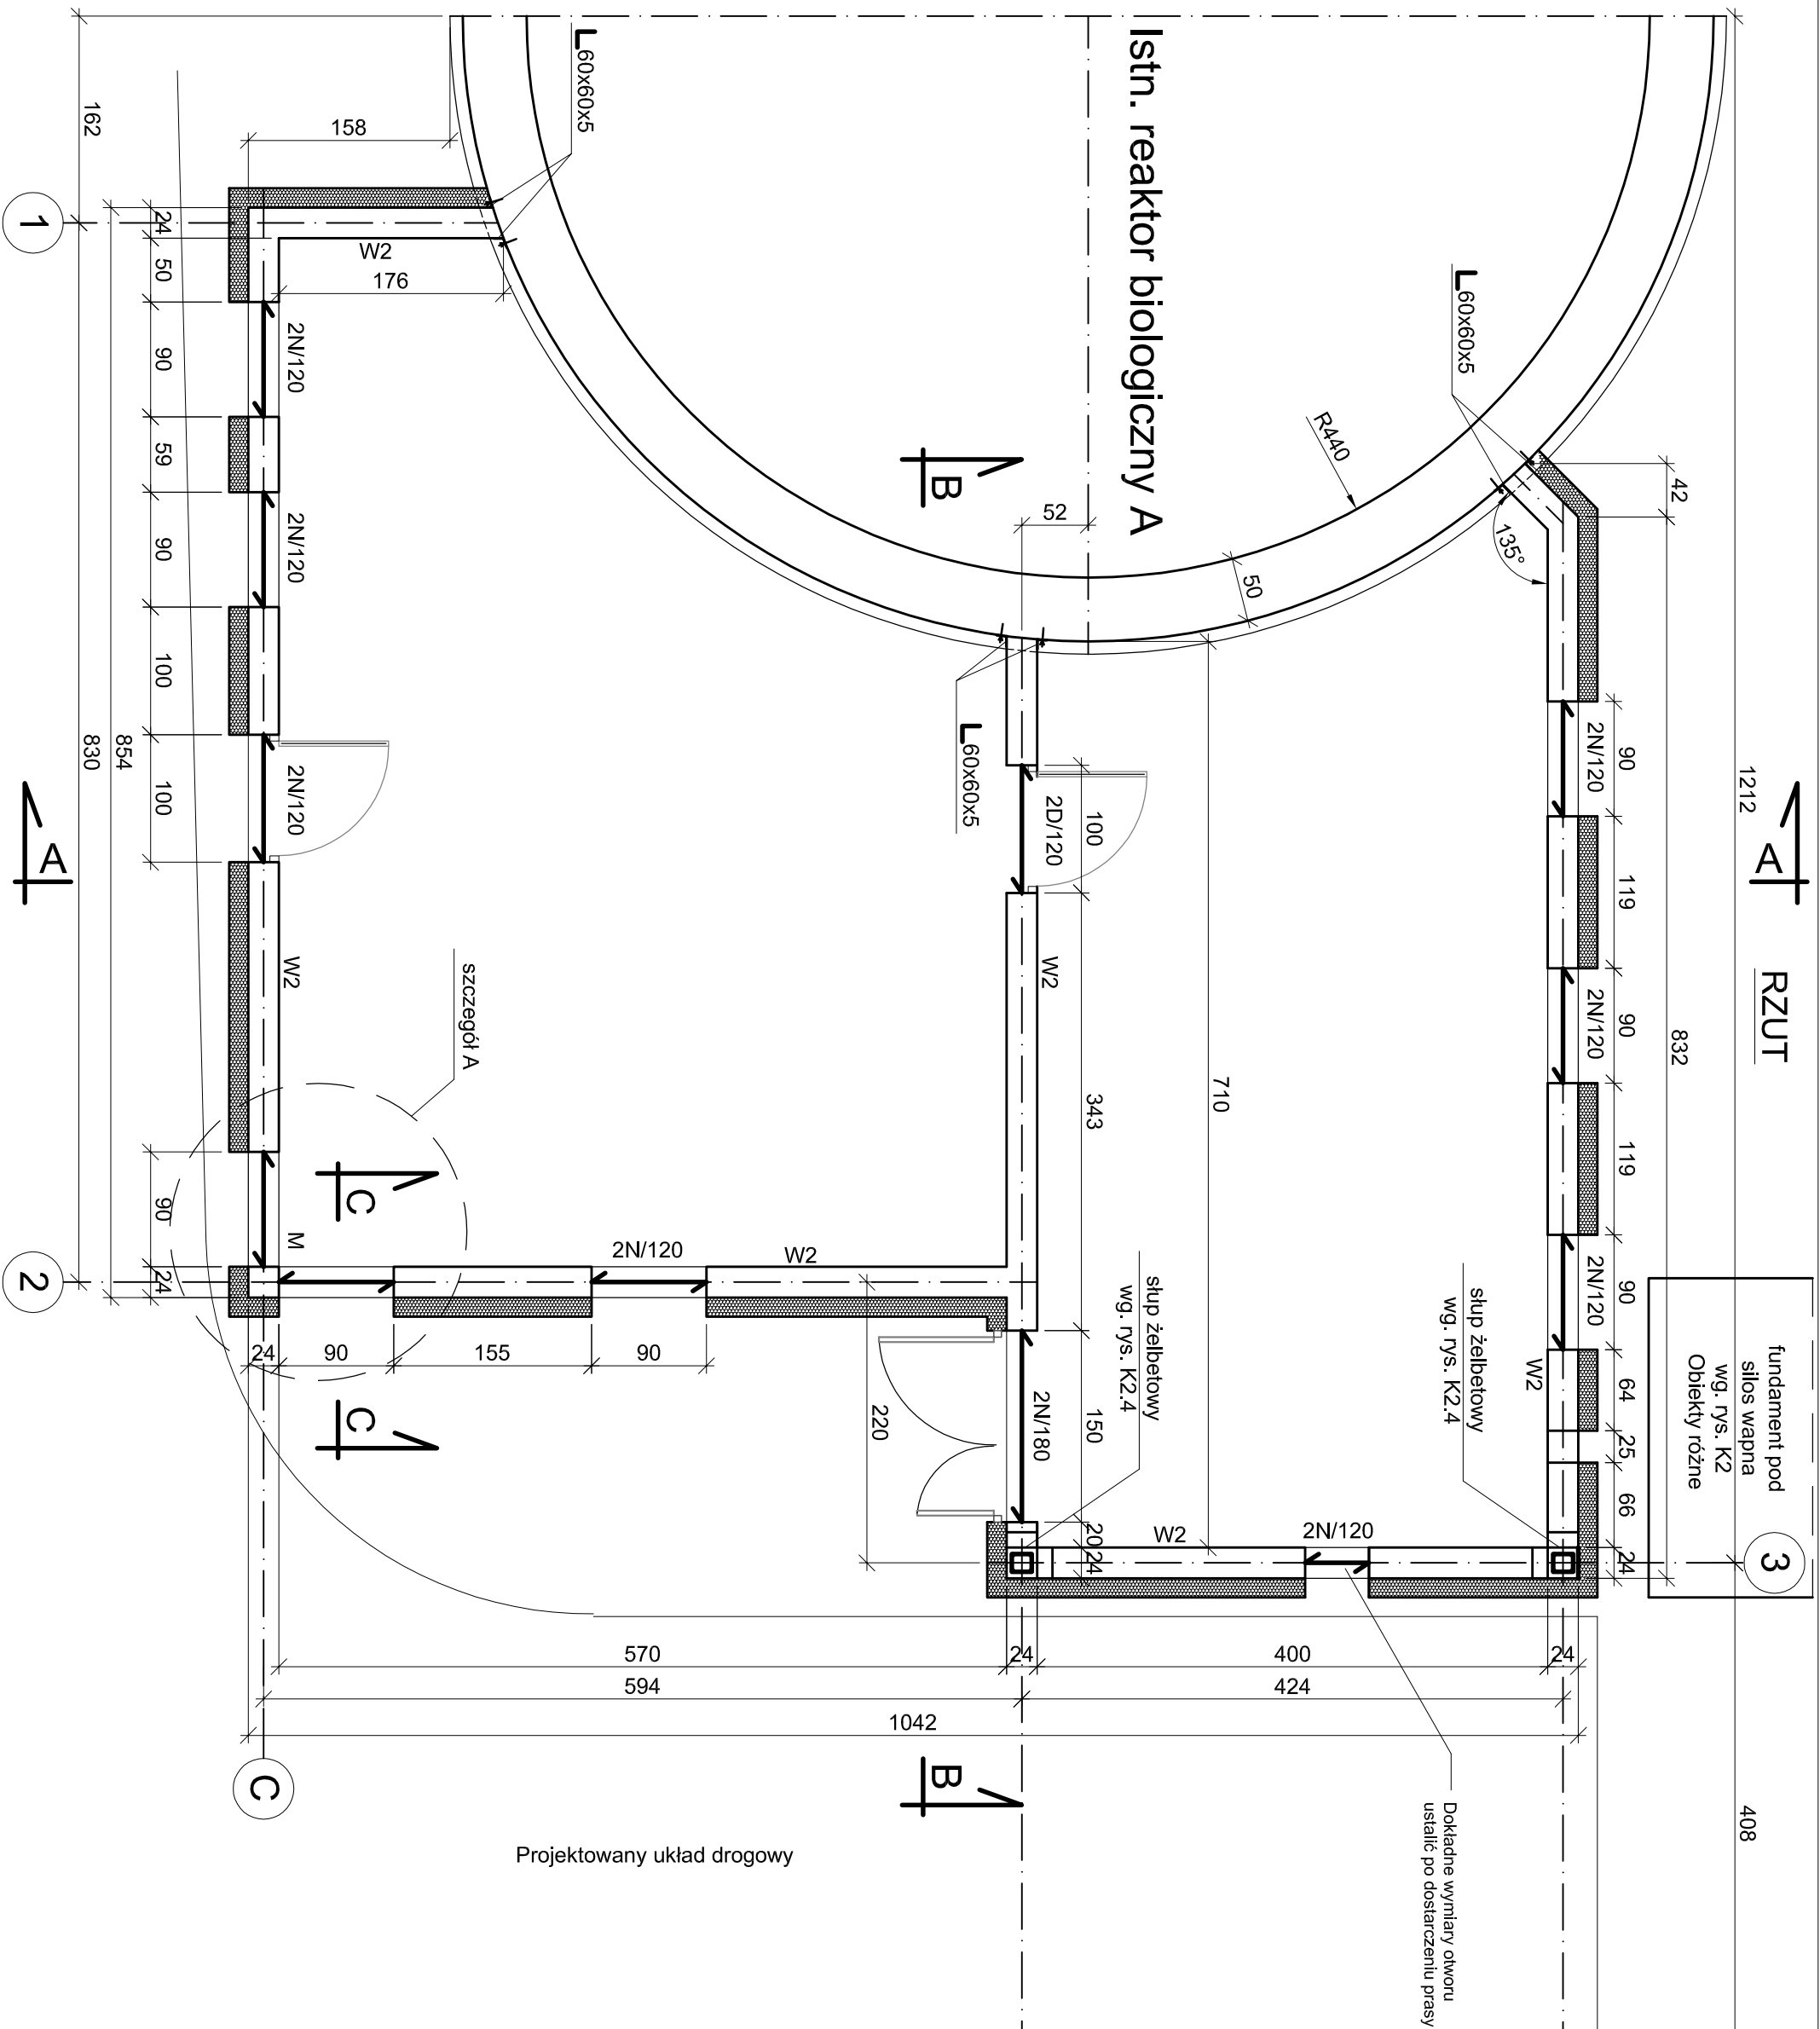 RZUT
Istn. reaktor biologiczny A
1212
408
A
A
fundament pod
silos wapna
wg. rys. K2
Obiekty różne
3
42
832
90
119
90
119
90
64
25
66
24
2N/120
2N/120
2N/120
W2
L60x60x5
135°
R440
50
słup żelbetowy
wg. rys. K2.4
słup żelbetowy
wg. rys. K2.4
710
2N/120
W2
52
B
B
100
343
150
20
24
2D/120
W2
2N/180
L60x60x5
220
L60x60x5
158
176
W2
szczegół A
2N/120
W2
C
C
24
90
155
90
2N/120
2N/120
2N/120
W2
M
24
50
90
59
90
100
100
90
24
854
830
162
1
2
570
24
400
24
594
424
1042
C
Dokładne wymiary otworu
ustalić po dostarczeniu prasy
Projektowany układ drogowy